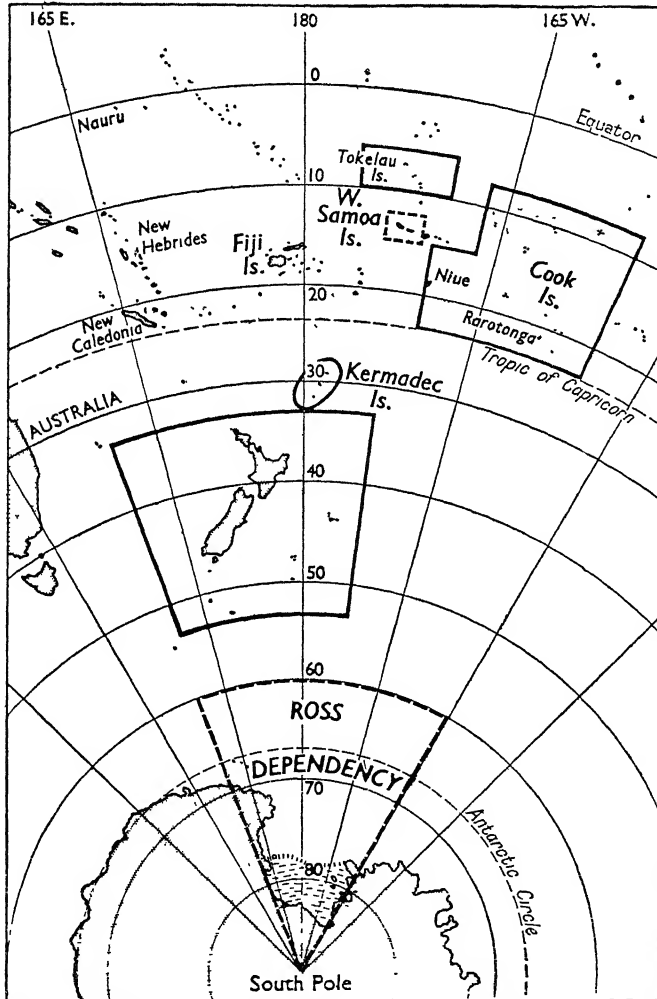 165 E.
180
165 W.
0
Equator
Nauru
Tokelau
Is.
10
W.
Samoa
Is.
New
Hebrides
Fiji
Is.
Niue
Cook
Is.
20
New
Caledonia
Rarotonga
Tropic of Capricorn
30
Kermadec
Is.
AUSTRALIA
40
50
60
ROSS
DEPENDENCY
70
Antarctic Circle
80
South Pole